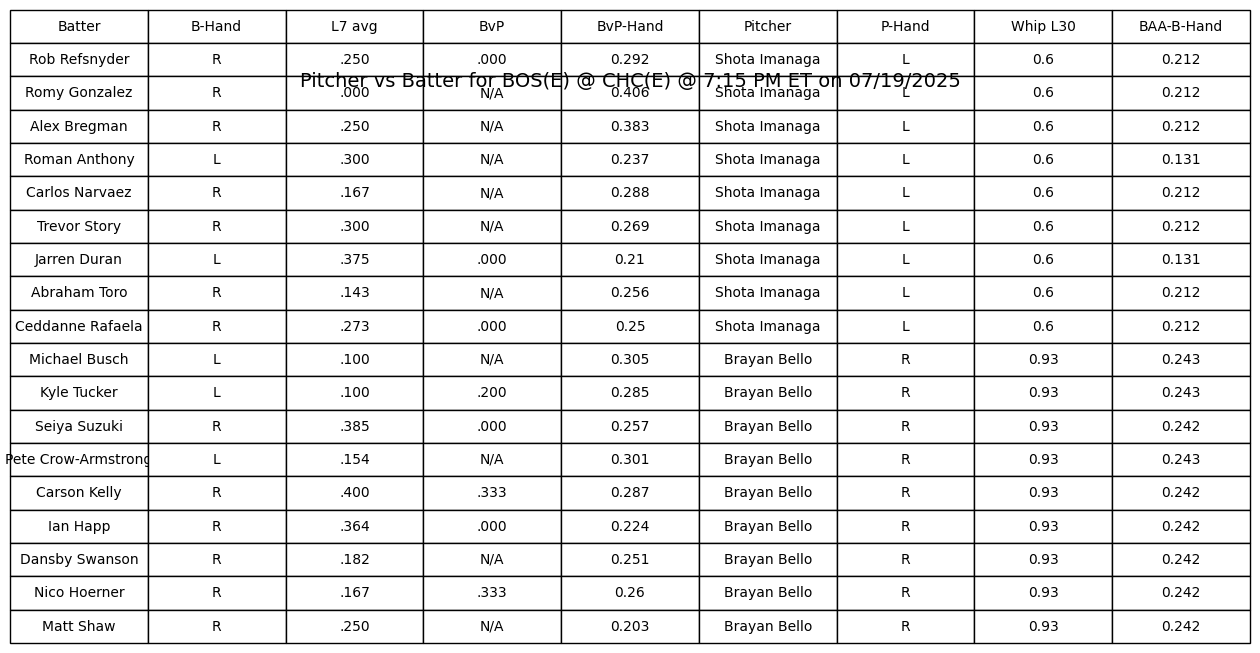 Batter B-Hand L7 avg BvP BvP-Hand Pitcher P-Hand Whip L30 BAA-B-Hand
Rob Refsnyder R .250 .000 0.292 Shota Imanaga L 0.6 0.212
Pitcher vs Batter for BOS(E) @ CHC(E) @ 7:15 PM ET on 07/19/2025
Romy Gonzalez R .000 N/A 0.406 Shota Imanaga L 0.6 0.212
Alex Bregman R .250 N/A 0.383 Shota Imanaga L 0.6 0.212
Roman Anthony L .300 N/A 0.237 Shota Imanaga L 0.6 0.131
Carlos Narvaez R .167 N/A 0.288 Shota Imanaga L 0.6 0.212
Trevor Story R .300 N/A 0.269 Shota Imanaga L 0.6 0.212
Jarren Duran L .375 .000 0.21 Shota Imanaga L 0.6 0.131
Abraham Toro R .143 N/A 0.256 Shota Imanaga L 0.6 0.212
Ceddanne Rafaela R .273 .000 0.25 Shota Imanaga L 0.6 0.212
Michael Busch L .100 N/A 0.305 Brayan Bello R 0.93 0.243
Kyle Tucker L .100 .200 0.285 Brayan Bello R 0.93 0.243
Seiya Suzuki R .385 .000 0.257 Brayan Bello R 0.93 0.242
Pete Crow-Armstrong L .154 N/A 0.301 Brayan Bello R 0.93 0.243
Carson Kelly R .400 .333 0.287 Brayan Bello R 0.93 0.242
Ian Happ R .364 .000 0.224 Brayan Bello R 0.93 0.242
Dansby Swanson R .182 N/A 0.251 Brayan Bello R 0.93 0.242
Nico Hoerner R .167 .333 0.26 Brayan Bello R 0.93 0.242
Matt Shaw R .250 N/A 0.203 Brayan Bello R 0.93 0.242